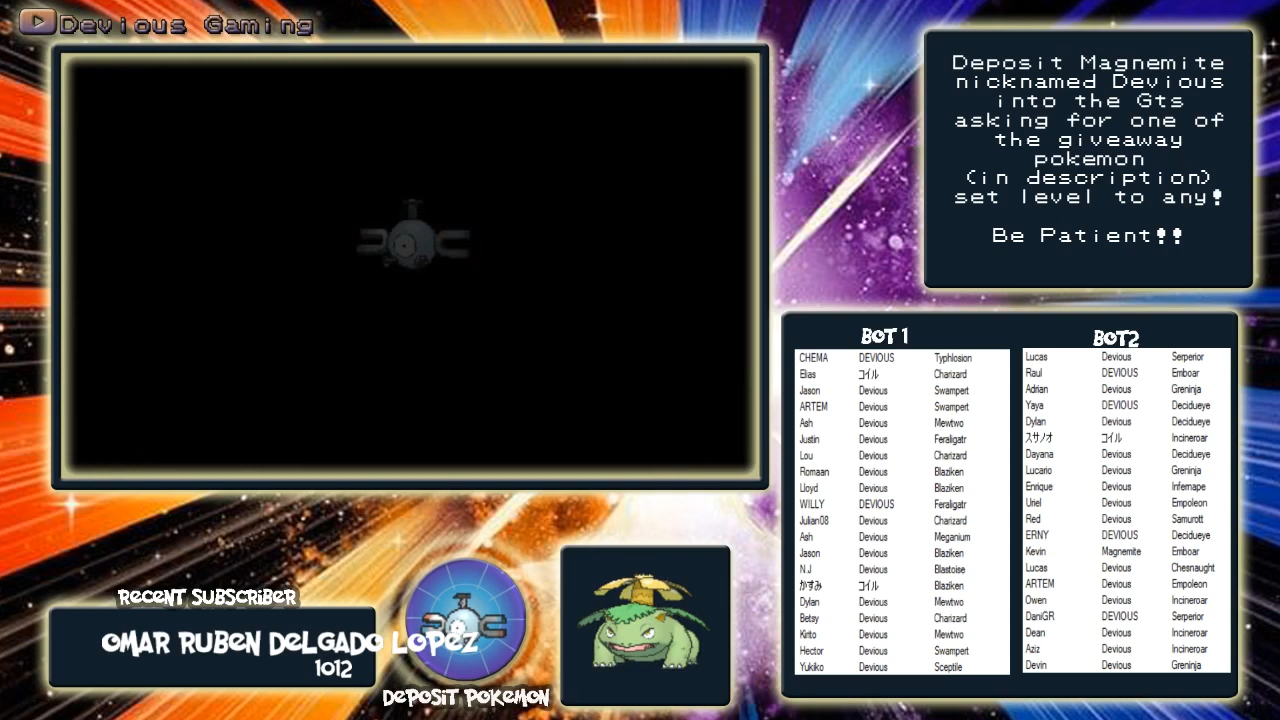 Devious Gaming
Deposit Magnemite
nicknamed Devious
into the Gts
asking for one of
the giveaway
pokemon
(in description)
set level to any!
Be Patient!!
BOT 1
CHEMA DEVIOUS Typhlosion
Elias コイル Charizard
Jason Devious Swampert
ARTEM Devious Swampert
Ash Devious Mewtwo
Justin Devious Feraligatr
Lou Devious Charizard
Romaan Devious Blaziken
Lloyd Devious Blaziken
WILLY DEVIOUS Feraligatr
Julian08 Devious Charizard
Ash Devious Meganium
Jason Devious Blaziken
N.J Devious Blastoise
かすみ コイル Blaziken
Dylan Devious Mewtwo
Betsy Devious Charizard
Kirito Devious Mewtwo
Hector Devious Swampert
Yukiko Devious Sceptile
BOT2
Lucas Devious Serperior
Raul DEVIOUS Emboar
Adrian Devious Greninja
Yaya DEVIOUS Decidueye
Dylan Devious Decidueye
スサノオ コイル Incineroar
Dayana Devious Decidueye
Lucario Devious Greninja
Enrique Devious Infernape
Uriel Devious Empoleon
Red Devious Samurott
ERNY DEVIOUS Decidueye
Kevin Magnemite Emboar
Lucas Devious Chesnaught
ARTEM Devious Empoleon
Owen Devious Incineroar
DaniGR DEVIOUS Serperior
Dean Devious Incineroar
Aziz Devious Incineroar
Devin Devious Greninja
RECENT SUBSCRIBER
OMAR RUBEN DELGADO LOPEZ
1012
DEPOSIT POKEMON